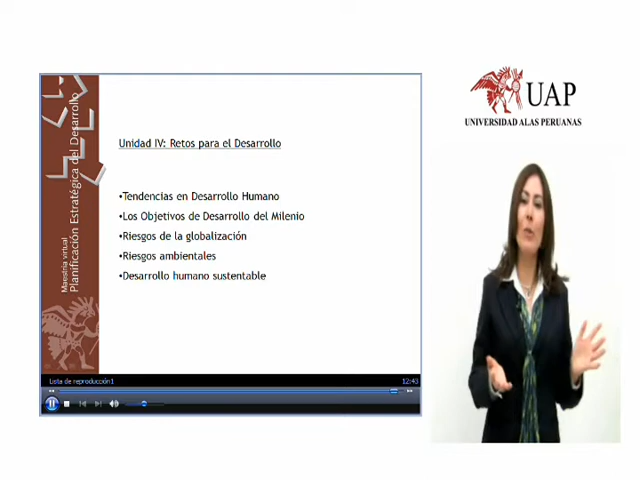 Maestría virtual
Planificación Estratégica del Desarrollo
Unidad IV: Retos para el Desarrollo
•Tendencias en Desarrollo Humano
•Los Objetivos de Desarrollo del Milenio
•Riesgos de la globalización
•Riesgos ambientales
•Desarrollo humano sustentable
Lista de reproducción1
12:43
UAP
UNIVERSIDAD ALAS PERUANAS